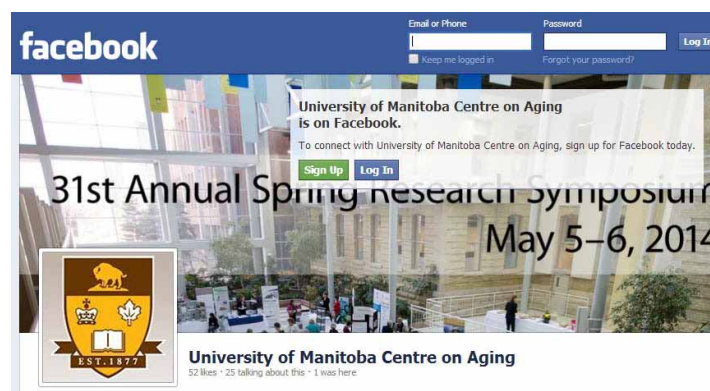 Email or Phone
Password
facebook
Log In
Keep me logged in
Forgot your password?
University of Manitoba Centre on Aging
is on Facebook.
To connect with University of Manitoba Centre on Aging, sign up for Facebook today.
Sign Up
Log In
31st Annual Spring Research Symposium
May 5–6, 2014
EST.1877
University of Manitoba Centre on Aging
52 likes · 25 talking about this · 1 was here